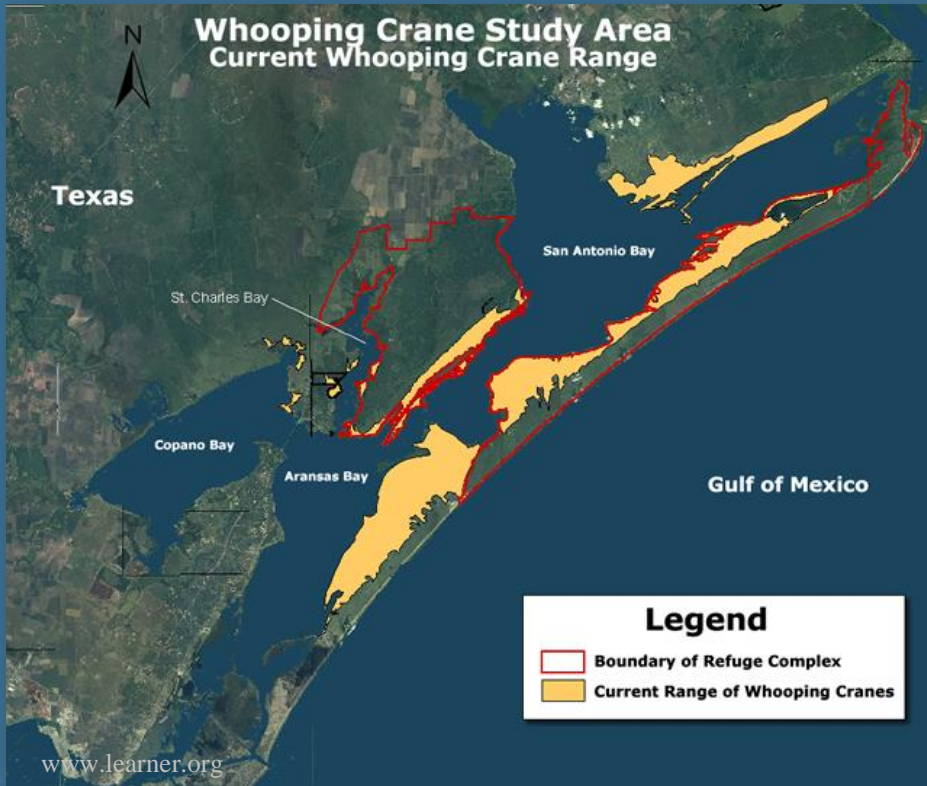 Whooping Crane Study Area
Current Whooping Crane Range
N
Texas
San Antonio Bay
St. Charles Bay
Copano Bay
Aransas Bay
Gulf of Mexico
Legend
Boundary of Refuge Complex
Current Range of Whooping Cranes
www.learner.org